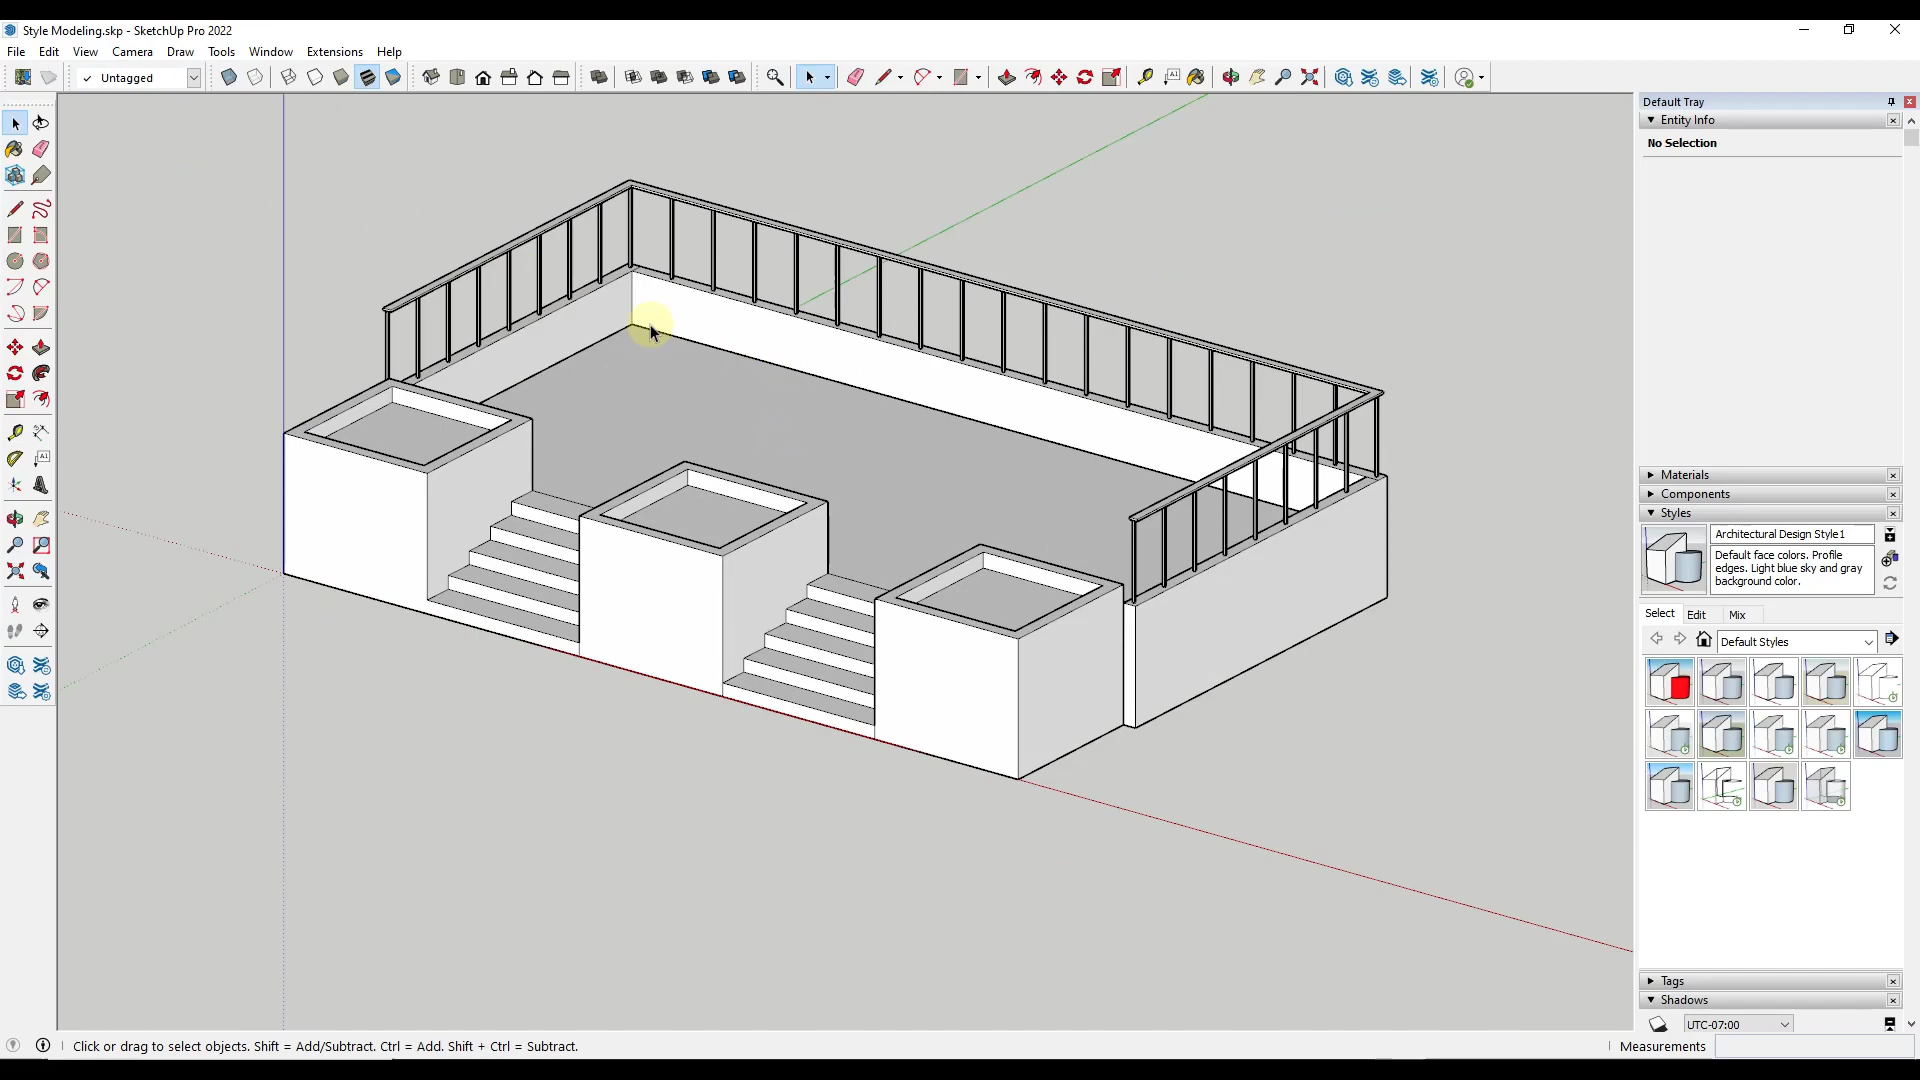 Style Modeling.skp - SketchUp Pro 2022
File Edit View Camera Draw Tools Window Extensions Help
Untagged
A1
Default Tray
Entity Info
No Selection
A1
Materials
Components
Styles
Architectural Design Style1
Default face colors. Profile
edges. Light blue sky and gray
background color.
Select Edit Mix
Default Styles
Tags
Shadows
UTC-07:00
Click or drag to select objects. Shift = Add/Subtract. Ctrl = Add. Shift + Ctrl = Subtract.
Measurements